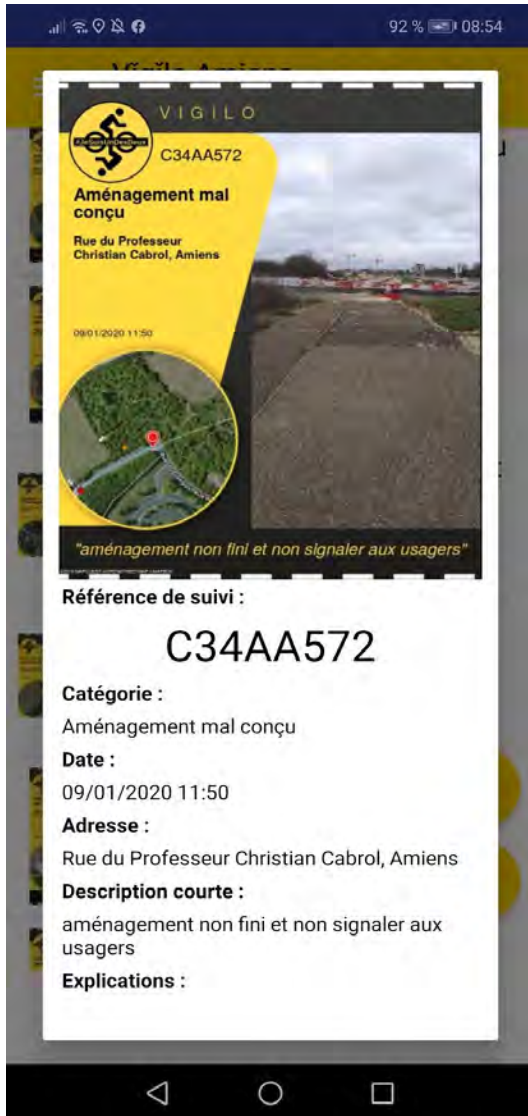 92 % 08:54
Vigilo Amiens
VIGILO
#JeSuisUnDesDeux
C34AA572
Aménagement mal
conçu
Rue du Professeur
Christian Cabrol, Amiens
09/01/2020 11:50
"aménagement non fini et non signaler aux usagers"
Référence de suivi :
C34AA572
Catégorie :
Aménagement mal conçu
Date :
09/01/2020 11:50
Adresse :
Rue du Professeur Christian Cabrol, Amiens
Description courte :
aménagement non fini et non signaler aux
usagers
Explications :